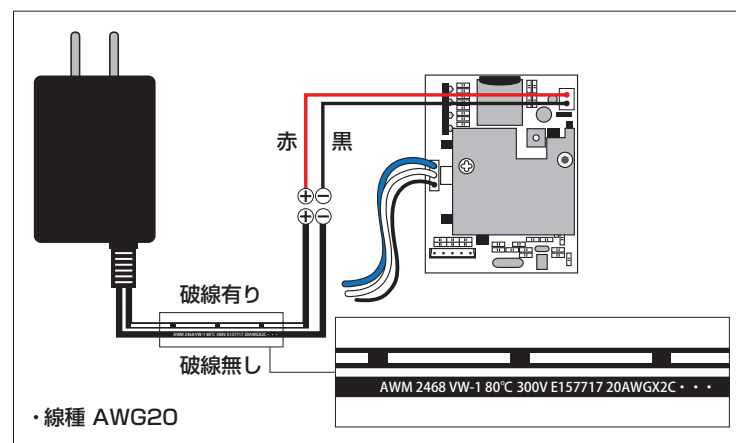 赤 黒
⊕ ⊖
⊕ ⊖
破線有り
AWM 2468 VW-1 80℃ 300V E157717 20AWGX2C・・・
破線無し
AWM 2468 VW-1 80℃ 300V E157717 20AWGX2C・・・
・線種 AWG20